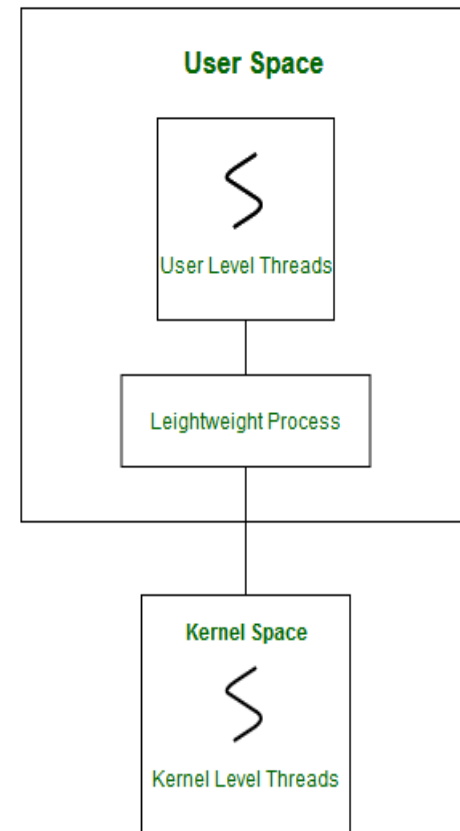 User Space
User Level Threads
Leightweight Process
Kernel Space
Kernel Level Threads